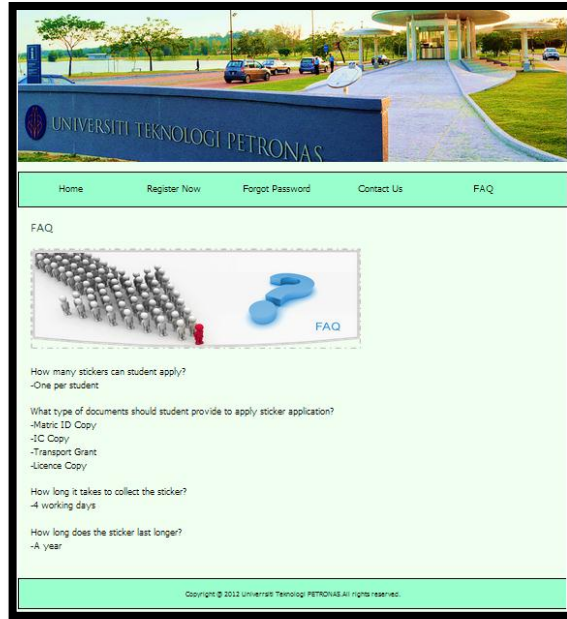 UNIVERSITI TEKNOLOGI PETRONAS
Home Register Now Forgot Password Contact Us FAQ
FAQ
FAQ
How many stickers can student apply?
-One per student
What type of documents should student provide to apply sticker application?
-Matric ID Copy
-IC Copy
-Transport Grant
-Licence Copy
How long it takes to collect the sticker?
-4 working days
How long does the sticker last longer?
-A year
Copyright @ 2012 Universiti Teknologi PETRONAS.All rights reserved.